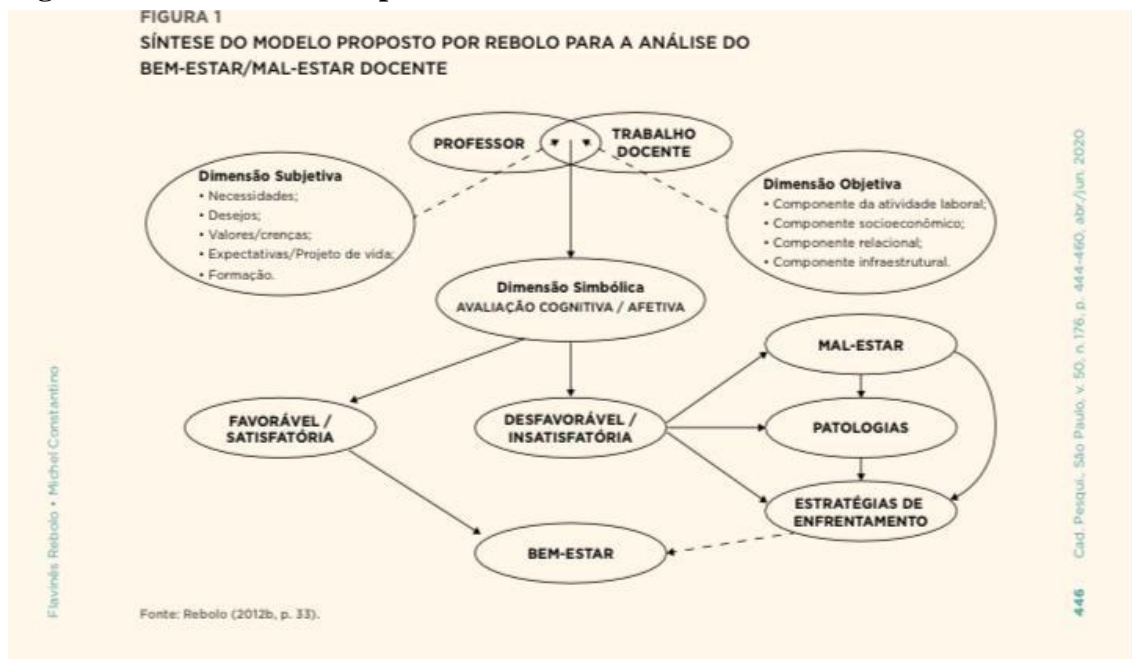 FIGURA 1
SÍNTESE DO MODELO PROPOSTO POR REBOLO PARA A ANÁLISE DO
BEM-ESTAR/MAL-ESTAR DOCENTE
PROFESSOR
TRABALHO
DOCENTE
Dimensão Subjetiva
• Necessidades;
• Desejos;
• Valores/crenças;
• Expectativas/Projeto de vida;
• Formação.
Dimensão Objetiva
• Componente da atividade laboral;
• Componente socioeconômico;
• Componente relacional;
• Componente infraestrutural.
Dimensão Simbólica
AVALIAÇÃO COGNITIVA / AFETIVA
MAL-ESTAR
FAVORÁVEL /
SATISFATÓRIA
DESFAVORÁVEL /
INSATISFATÓRIA
PATOLOGIAS
ESTRATÉGIAS DE
ENFRENTAMENTO
BEM-ESTAR
Fonte: Rebolo (2012b, p. 33).
Flavinês Rebolo • Michel Constantino
446 Cad. Pesqui., São Paulo, v. 50, n. 176, p. 444-460, abr./jun. 2020